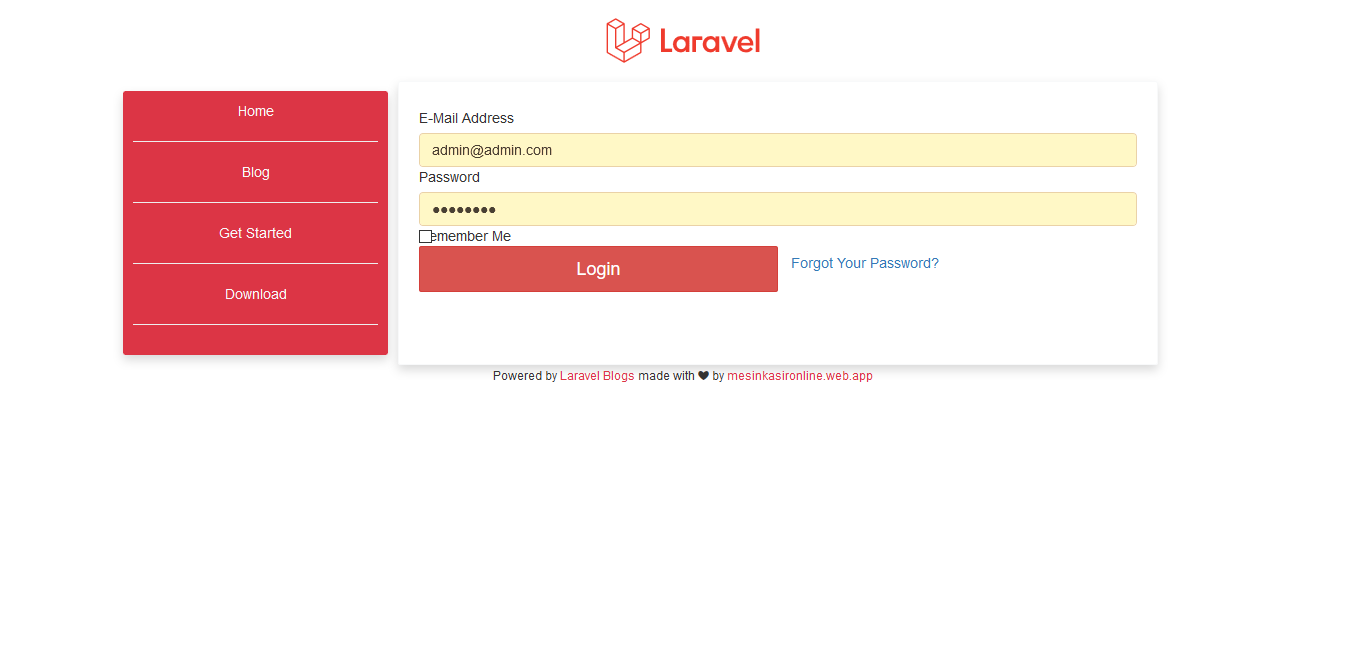 Laravel
Home
Blog
Get Started
Download
E-Mail Address
admin@admin.com
Password
••••••••
emember Me
Login
Forgot Your Password?
Powered by Laravel Blogs made with ♥ by mesinkasironline.web.app